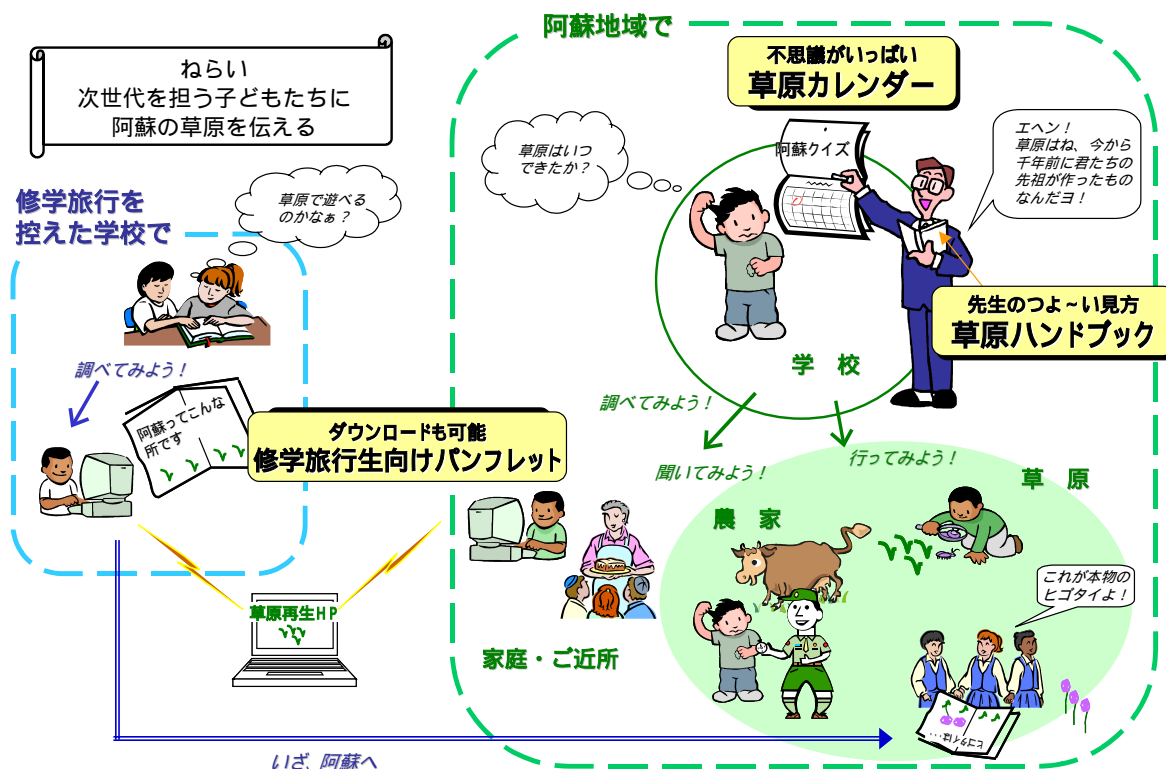 ねらい
次世代を担う子どもたちに
阿蘇の草原を伝える
修学旅行を
控えた学校で
草原で遊べる
のかなぁ？
調べてみよう！
阿蘇ってこんな
所です
ダウンロードも可能
修学旅行生向けパンフレット
草原再生ＨＰ
いざ、阿蘇へ
阿蘇地域で
不思議がいっぱい
草原カレンダー
草原はいつ
できたか？
阿蘇クイズ
エヘン！
草原はね、今から
千年前に君たちの
先祖が作ったもの
なんだヨ！
先生のつよ～い見方
草原ハンドブック
学　校
調べてみよう！
聞いてみよう！
行ってみよう！
草　原
農　家
家庭・ご近所
これが本物の
ヒゴタイよ！
ヒゴタイは…